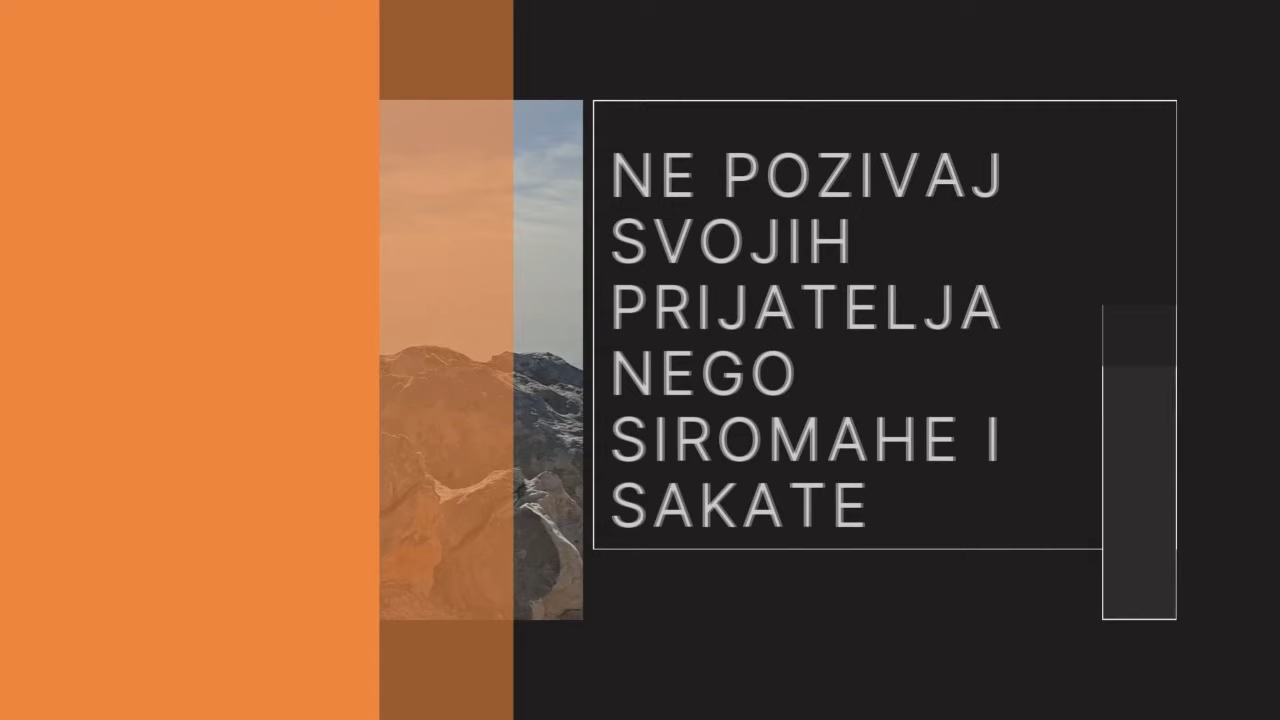 NE POZIVAJ
SVOJIH
PRIJATELJA
NEGO
SIROMAHE I
SAKATE